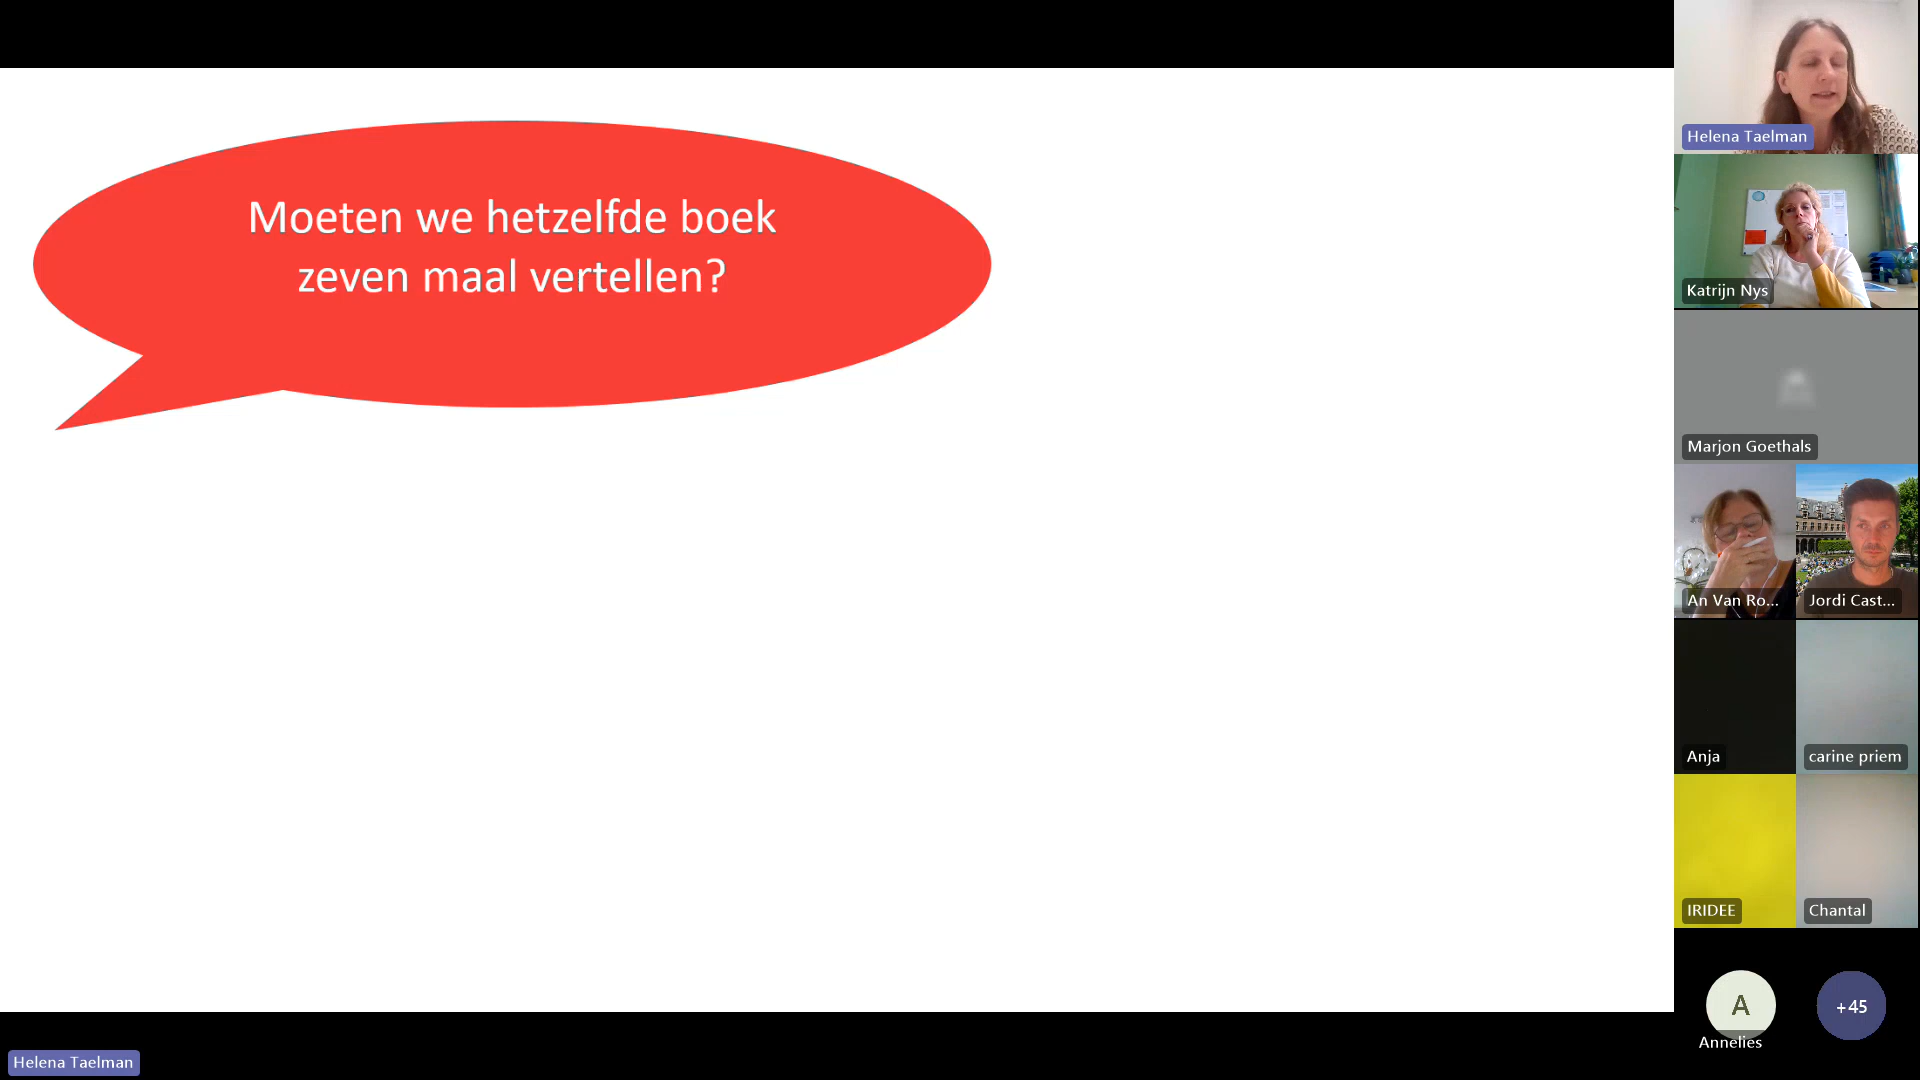 Moeten we hetzelfde boek
zeven maal vertellen?
Helena Taelman
Katrijn Nys
Marjon Goethals
An Van Ro...
Jordi Cast...
Anja
carine priem
IRIDEE
Chantal
A
Annelies
+45
Helena Taelman